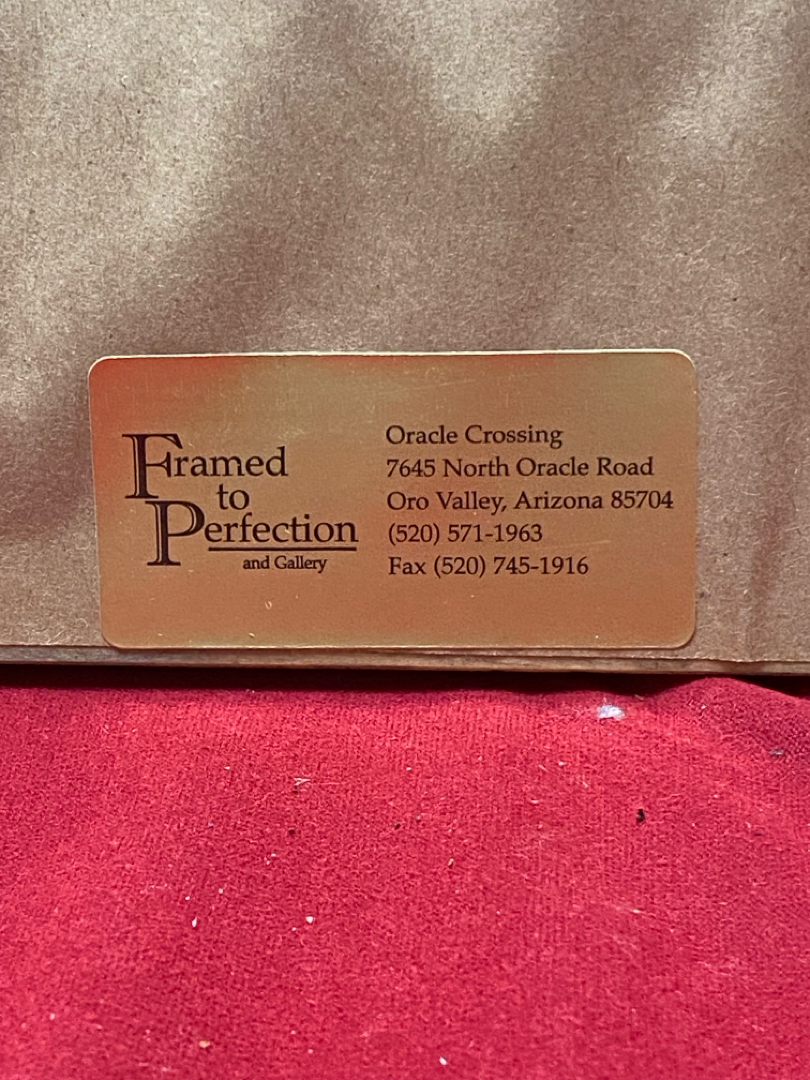 Framed
to
Perfection
and Gallery
Oracle Crossing
7645 North Oracle Road
Oro Valley, Arizona 85704
(520) 571-1963
Fax (520) 745-1916